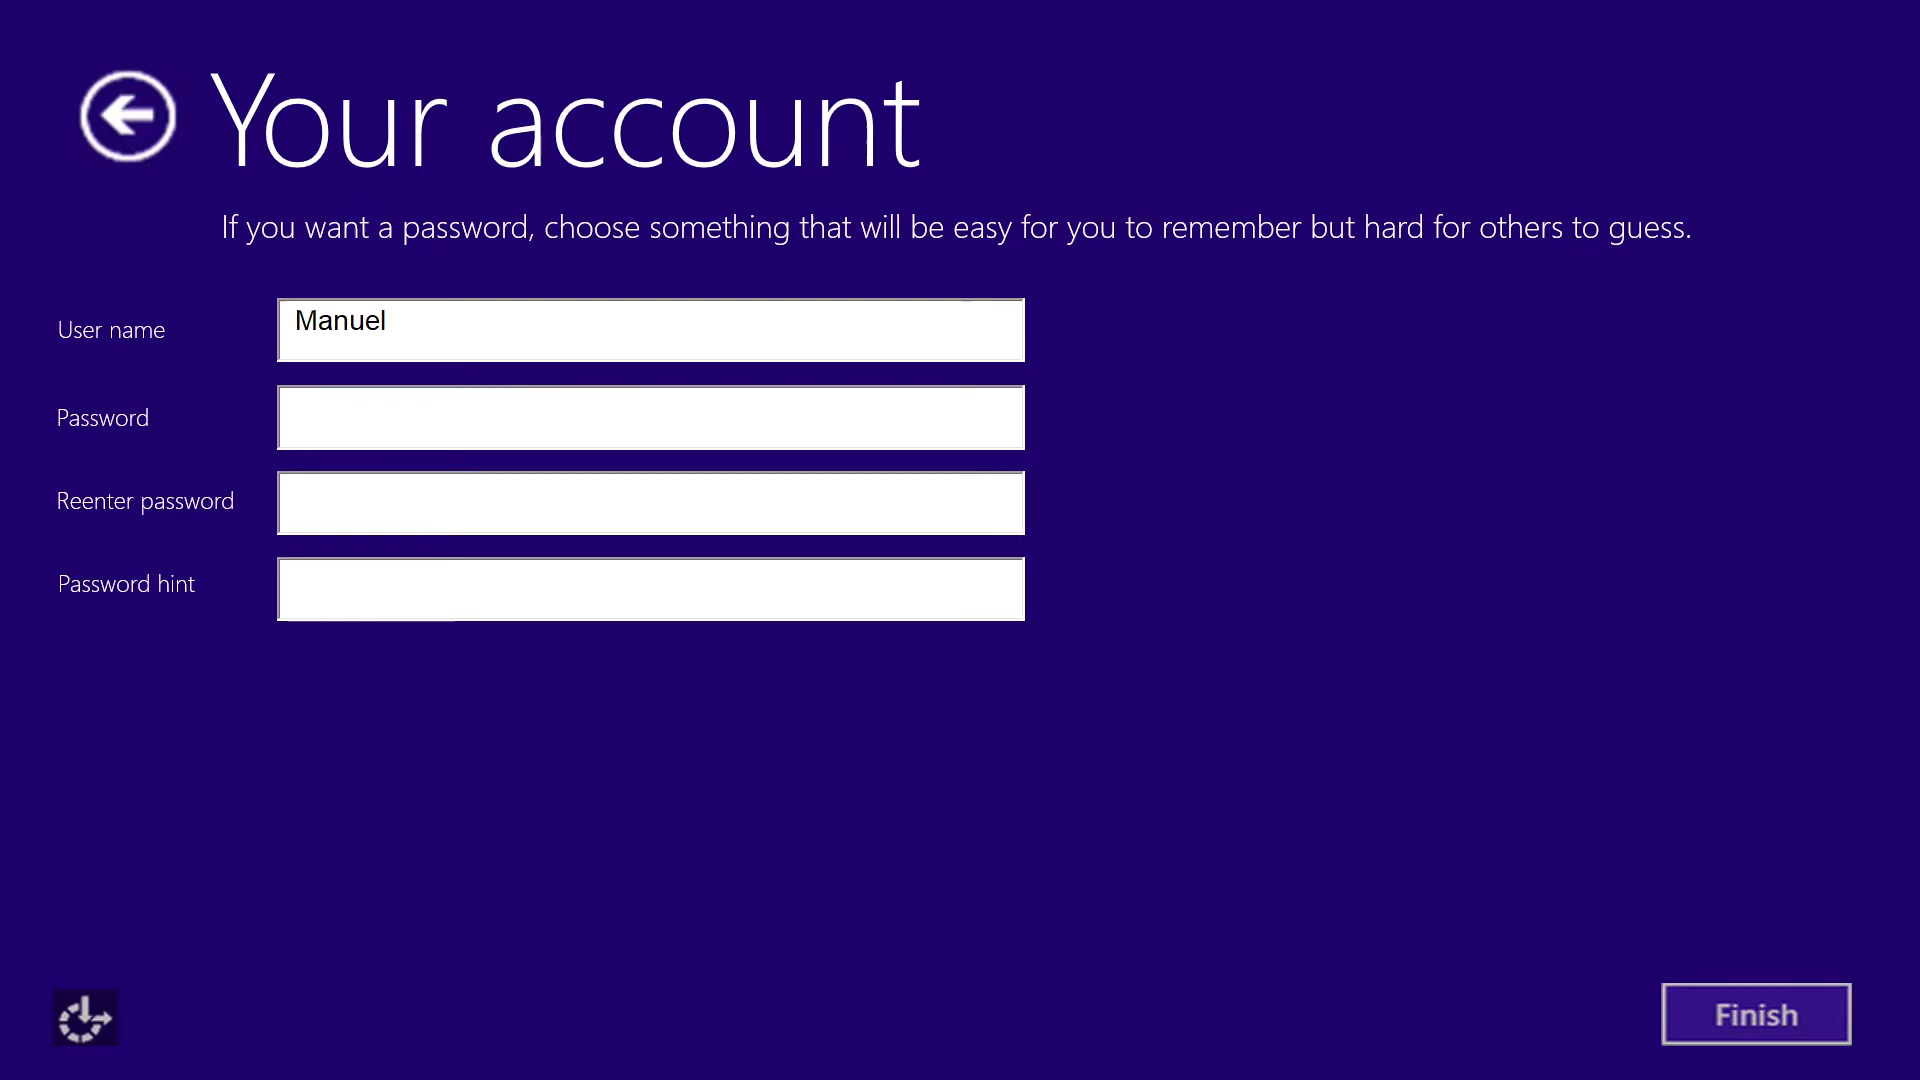 Your account
If you want a password, choose something that will be easy for you to remember but hard for others to guess.
User name
Manuel
Password
Reenter password
Password hint
Finish